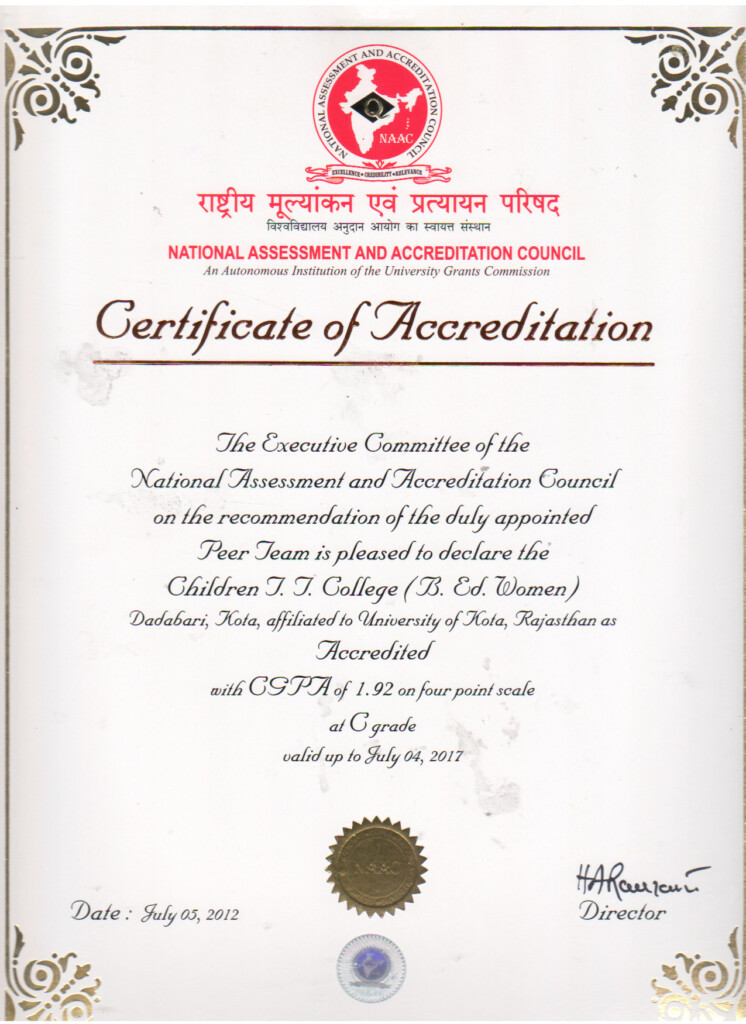 NATIONAL ASSESSMENT AND ACCREDITATION COUNCIL
Q
NAAC
EXCELLENCE • CREDIBILITY • RELEVANCE
राष्ट्रीय मूल्यांकन एवं प्रत्यायन परिषद
विश्वविद्यालय अनुदान आयोग का स्वायत्त संस्थान
NATIONAL ASSESSMENT AND ACCREDITATION COUNCIL
An Autonomous Institution of the University Grants Commission
Certificate of Accreditation
The Executive Committee of the
National Assessment and Accreditation Council
on the recommendation of the duly appointed
Peer Team is pleased to declare the
Children T. T. College (B. Ed. Women)
Dadabari, Kota, affiliated to University of Kota, Rajasthan as
Accredited
with CGPA of 1.92 on four point scale
at C grade
valid up to July 04, 2017
NAAC
Date : July 05, 2012
Director